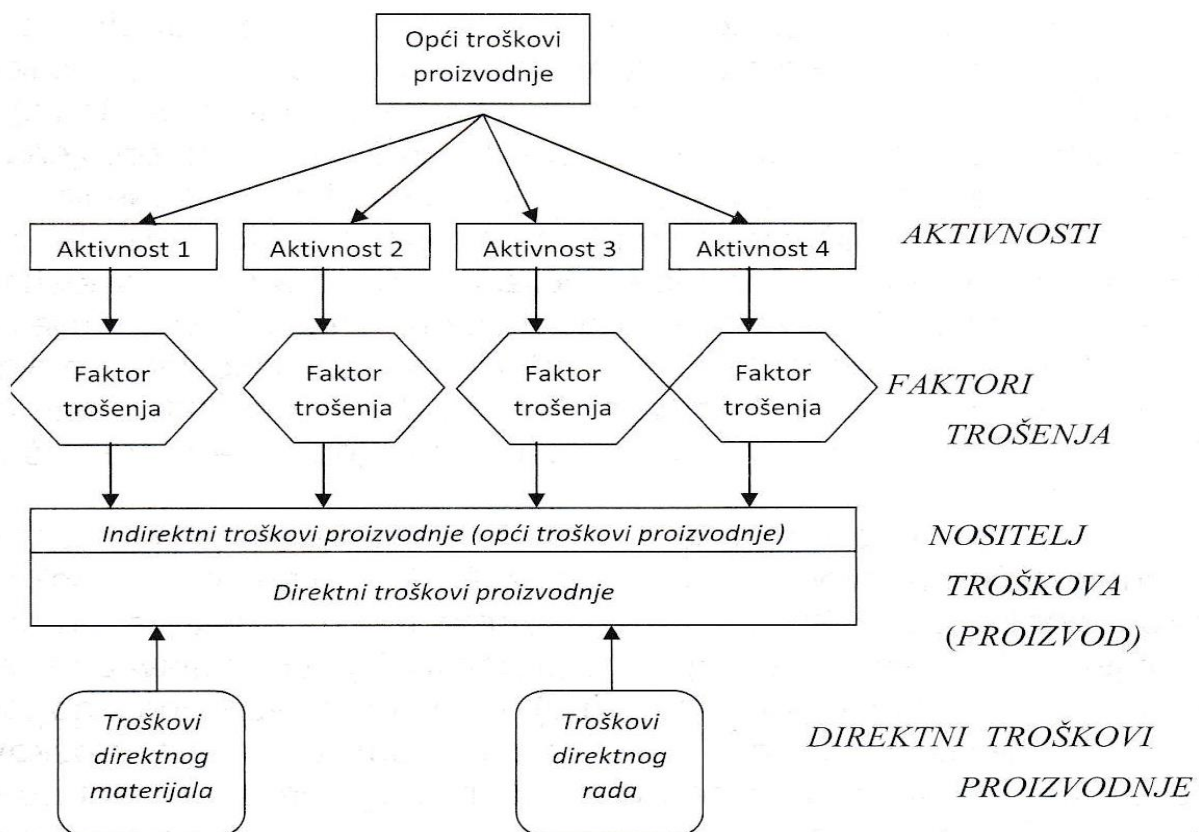 Opći troškovi
proizvodnje
Aktivnost 1
Aktivnost 2
Aktivnost 3
Aktivnost 4
AKTIVNOSTI
Faktor
trošenja
Faktor
trošenja
Faktor
trošenja
Faktor
trošenja
FAKTORI
TROŠENJA
Indirektni troškovi proizvodnje (opći troškovi proizvodnje)
Direktni troškovi proizvodnje
NOSITELJ
TROŠKOVA
(PROIZVOD)
Troškovi
direktnog
materijala
Troškovi
direktnog
rada
DIREKTNI TROŠKOVI
PROIZVODNJE